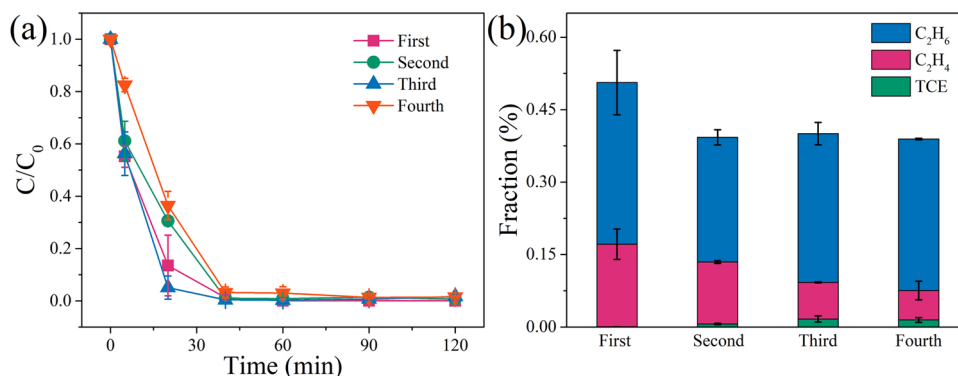 (a)
1.0
0.8
0.6
0.4
0.2
0.0
C/C₀
0
30
60
90
120
Time (min)
First
Second
Third
Fourth
(b)
0.60
0.45
0.30
0.15
0.00
Fraction (%)
C₂H₆
C₂H₄
TCE
First
Second
Third
Fourth